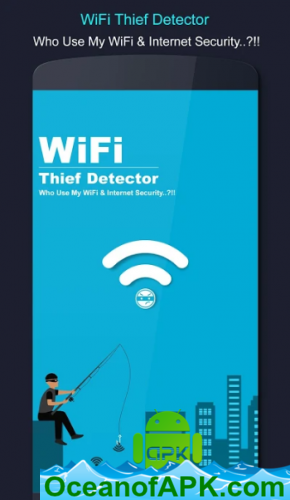 WiFi Thief Detector
Who Use My WiFi & Internet Security..?!!
WiFi
Thief Detector
Who Use My WiFi & Internet Security..?!!
APK
OceanofAPK.com